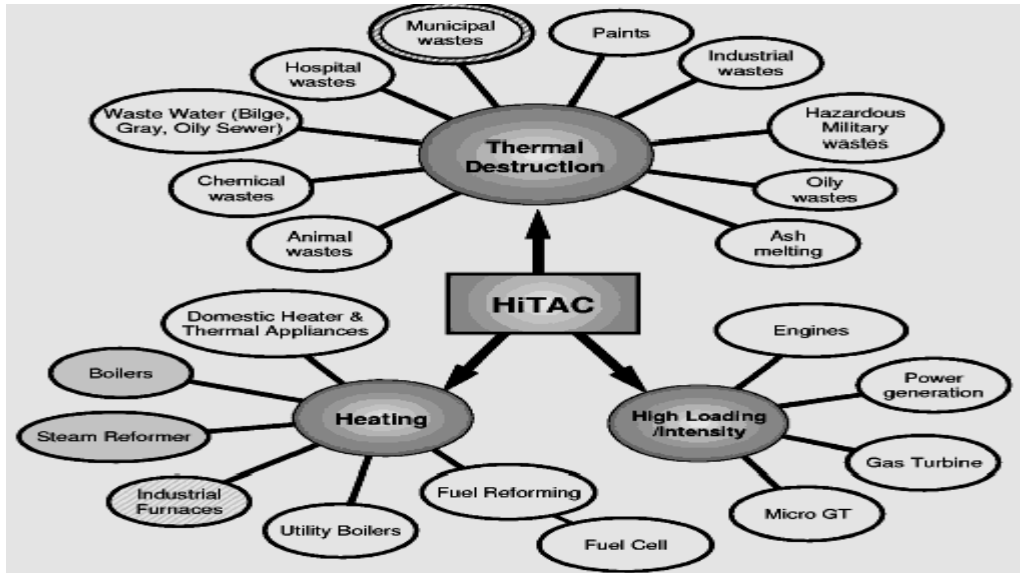 Municipal
wastes
Paints
Industrial
wastes
Hospital
wastes
Waste Water (Bilge,
Gray, Oily Sewer)
Hazardous
Military
wastes
Thermal
Destruction
Chemical
wastes
Oily
wastes
Animal
wastes
Ash
melting
HiTAC
Domestic Heater &
Thermal Appliances
Boilers
Steam Reformer
Industrial
Furnaces
Utility Boilers
Heating
Fuel Reforming
Fuel Cell
High Loading
/Intensity
Engines
Power
generation
Gas Turbine
Micro GT